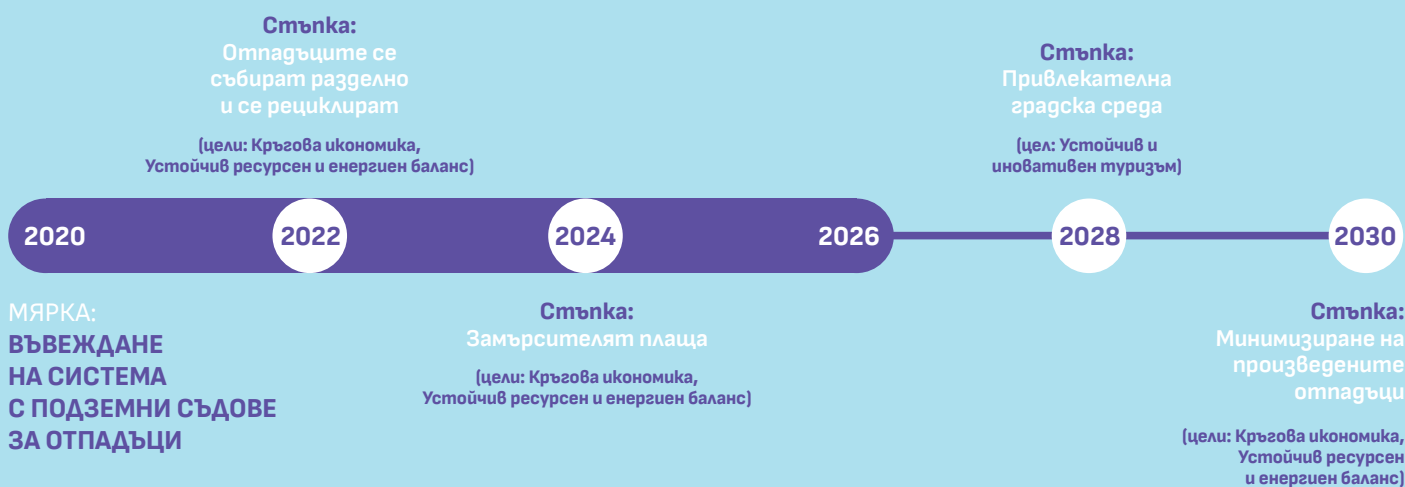 Стъпка:
Отпадъците се
събират разделно
и се рециклират
(цели: Кръгова икономика,
Устойчив ресурсен и енергиен баланс)
Стъпка:
Привлекателна
градска среда
(цел: Устойчив и
иновативен туризъм)
2020 2022 2024 2026 2028 2030
МЯРКА:
ВЪВЕЖДАНЕ
НА СИСТЕМА
С ПОДЗЕМНИ СЪДОВЕ
ЗА ОТПАДЪЦИ
Стъпка:
Замърсителят плаща
(цели: Кръгова икономика,
Устойчив ресурсен и енергиен баланс)
Стъпка:
Минимизиране на
произведените
отпадъци
(цели: Кръгова икономика,
Устойчив ресурсен
и енергиен баланс)